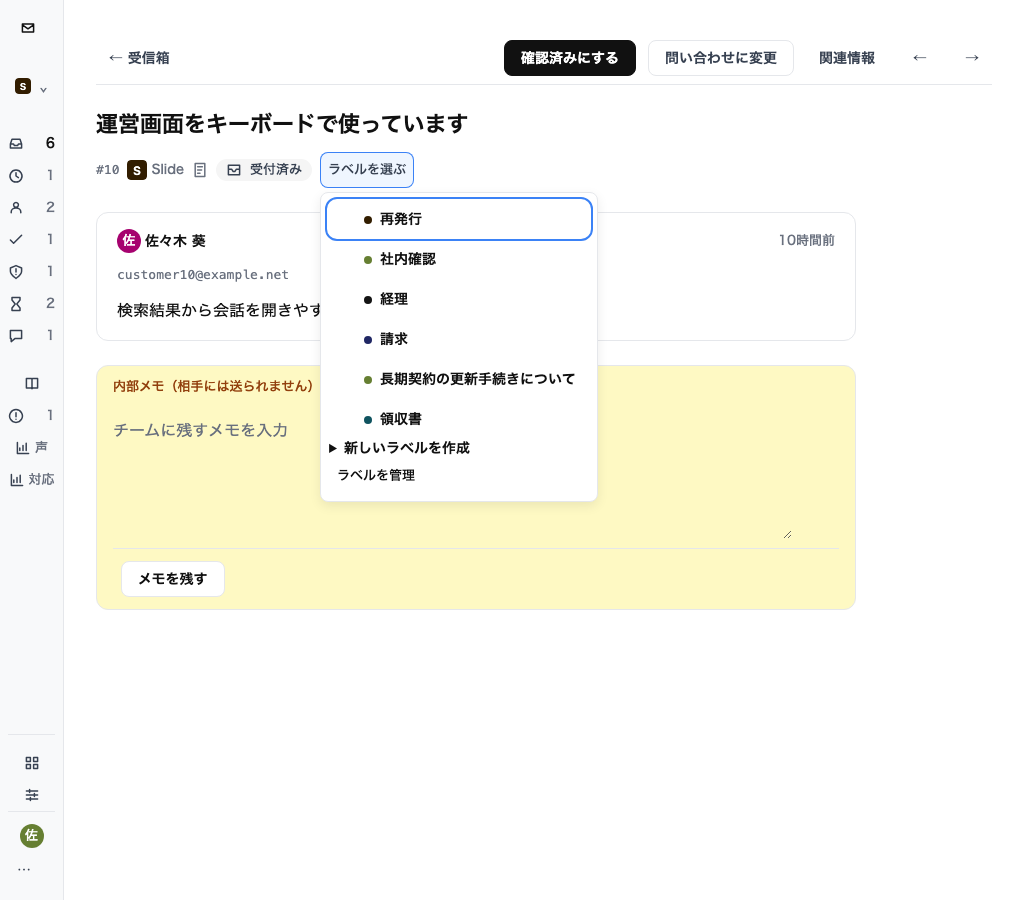 ← 受信箱
確認済みにする
問い合わせに変更
関連情報
←
→
S
6
1
2
1
1
2
1
1
声
対応
佐
...
運営画面をキーボードで使っています
#10 S Slide 受付済み ラベルを選ぶ
佐 佐々木 葵
10時間前
customer10@example.net
検索結果から会話を開きやす
再発行
社内確認
経理
請求
長期契約の更新手続きについて
領収書
▶ 新しいラベルを作成
ラベルを管理
内部メモ（相手には送られません）
チームに残すメモを入力
メモを残す